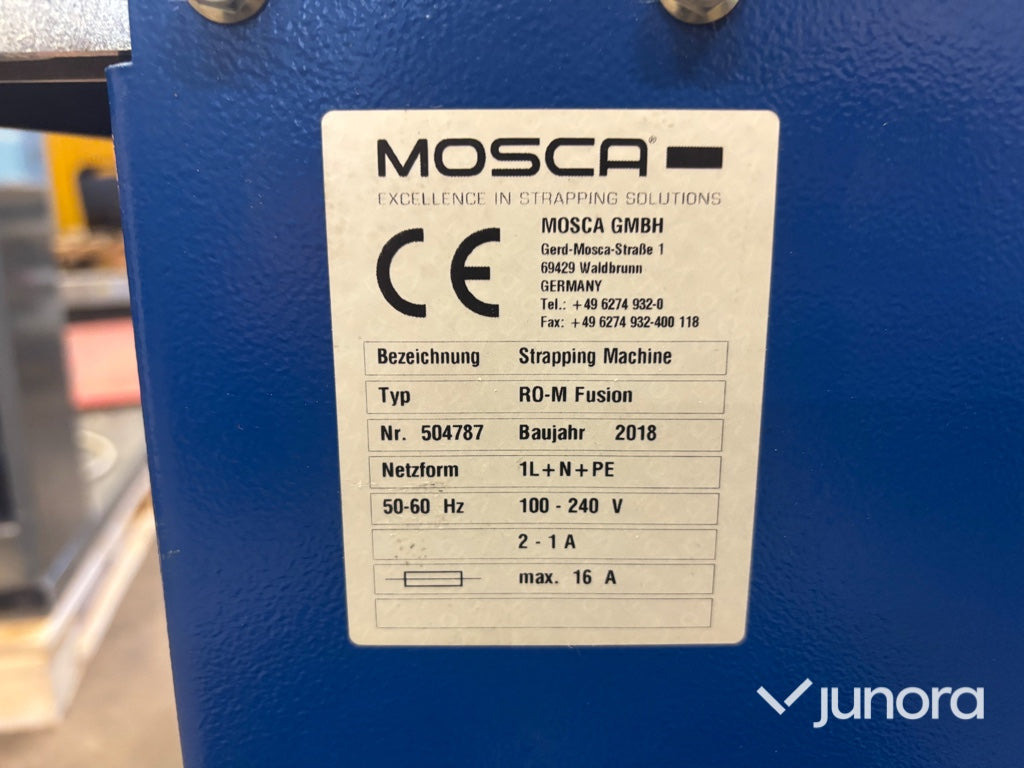 MOSCA®
EXCELLENCE IN STRAPPING SOLUTIONS
CE
MOSCA GMBH
Gerd-Mosca-Straße 1
69429 Waldbrunn
GERMANY
Tel.: +49 6274 932-0
Fax: +49 6274 932-400 118
Bezeichnung Strapping Machine
Typ RO-M Fusion
Nr. 504787 Baujahr 2018
Netzform 1L+N+PE
50-60 Hz 100 - 240 V
2 - 1 A
max. 16 A
junora